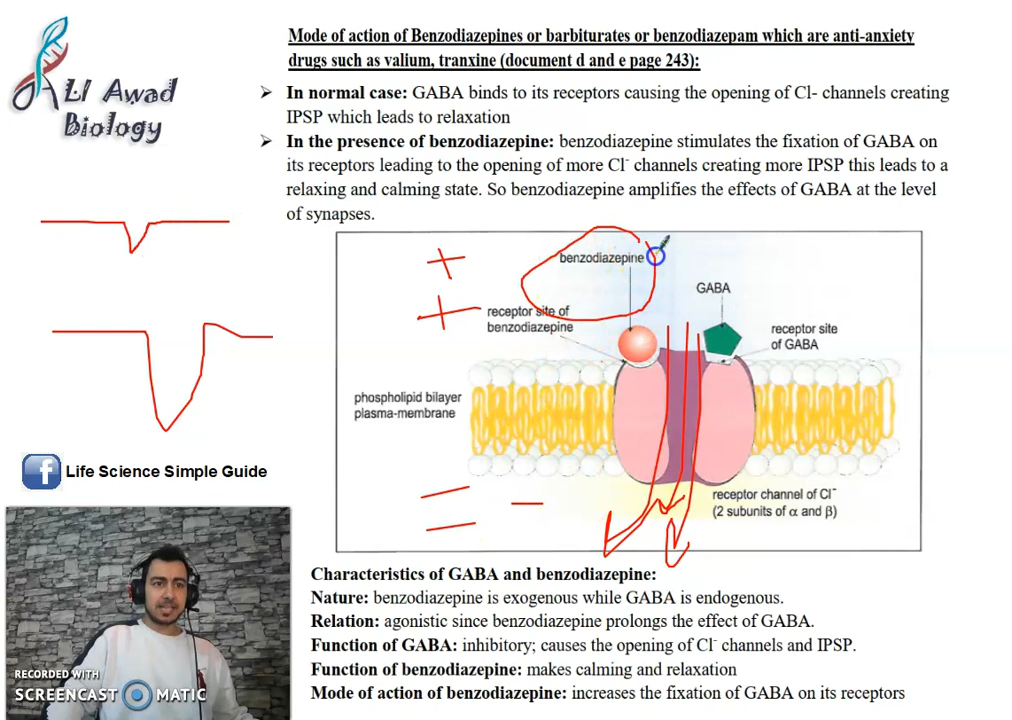 ALI Awad
Biology
Mode of action of Benzodiazepines or barbiturates or benzodiazepam which are anti-anxiety
drugs such as valium, tranxine (document d and e page 243):
➢ In normal case: GABA binds to its receptors causing the opening of Cl- channels creating
IPSP which leads to relaxation
➢ In the presence of benzodiazepine: benzodiazepine stimulates the fixation of GABA on
its receptors leading to the opening of more Cl⁻ channels creating more IPSP this leads to a
relaxing and calming state. So benzodiazepine amplifies the effects of GABA at the level
of synapses.
benzodiazepine
GABA
receptor site of
benzodiazepine
receptor site
of GABA
phospholipid bilayer
plasma-membrane
receptor channel of Cl⁻
(2 subunits of α and β)
+
+
Life Science Simple Guide
Characteristics of GABA and benzodiazepine:
Nature: benzodiazepine is exogenous while GABA is endogenous.
Relation: agonistic since benzodiazepine prolongs the effect of GABA.
Function of GABA: inhibitory; causes the opening of Cl⁻ channels and IPSP.
Function of benzodiazepine: makes calming and relaxation
Mode of action of benzodiazepine: increases the fixation of GABA on its receptors
RECORDED WITH
SCREENCAST MATIC